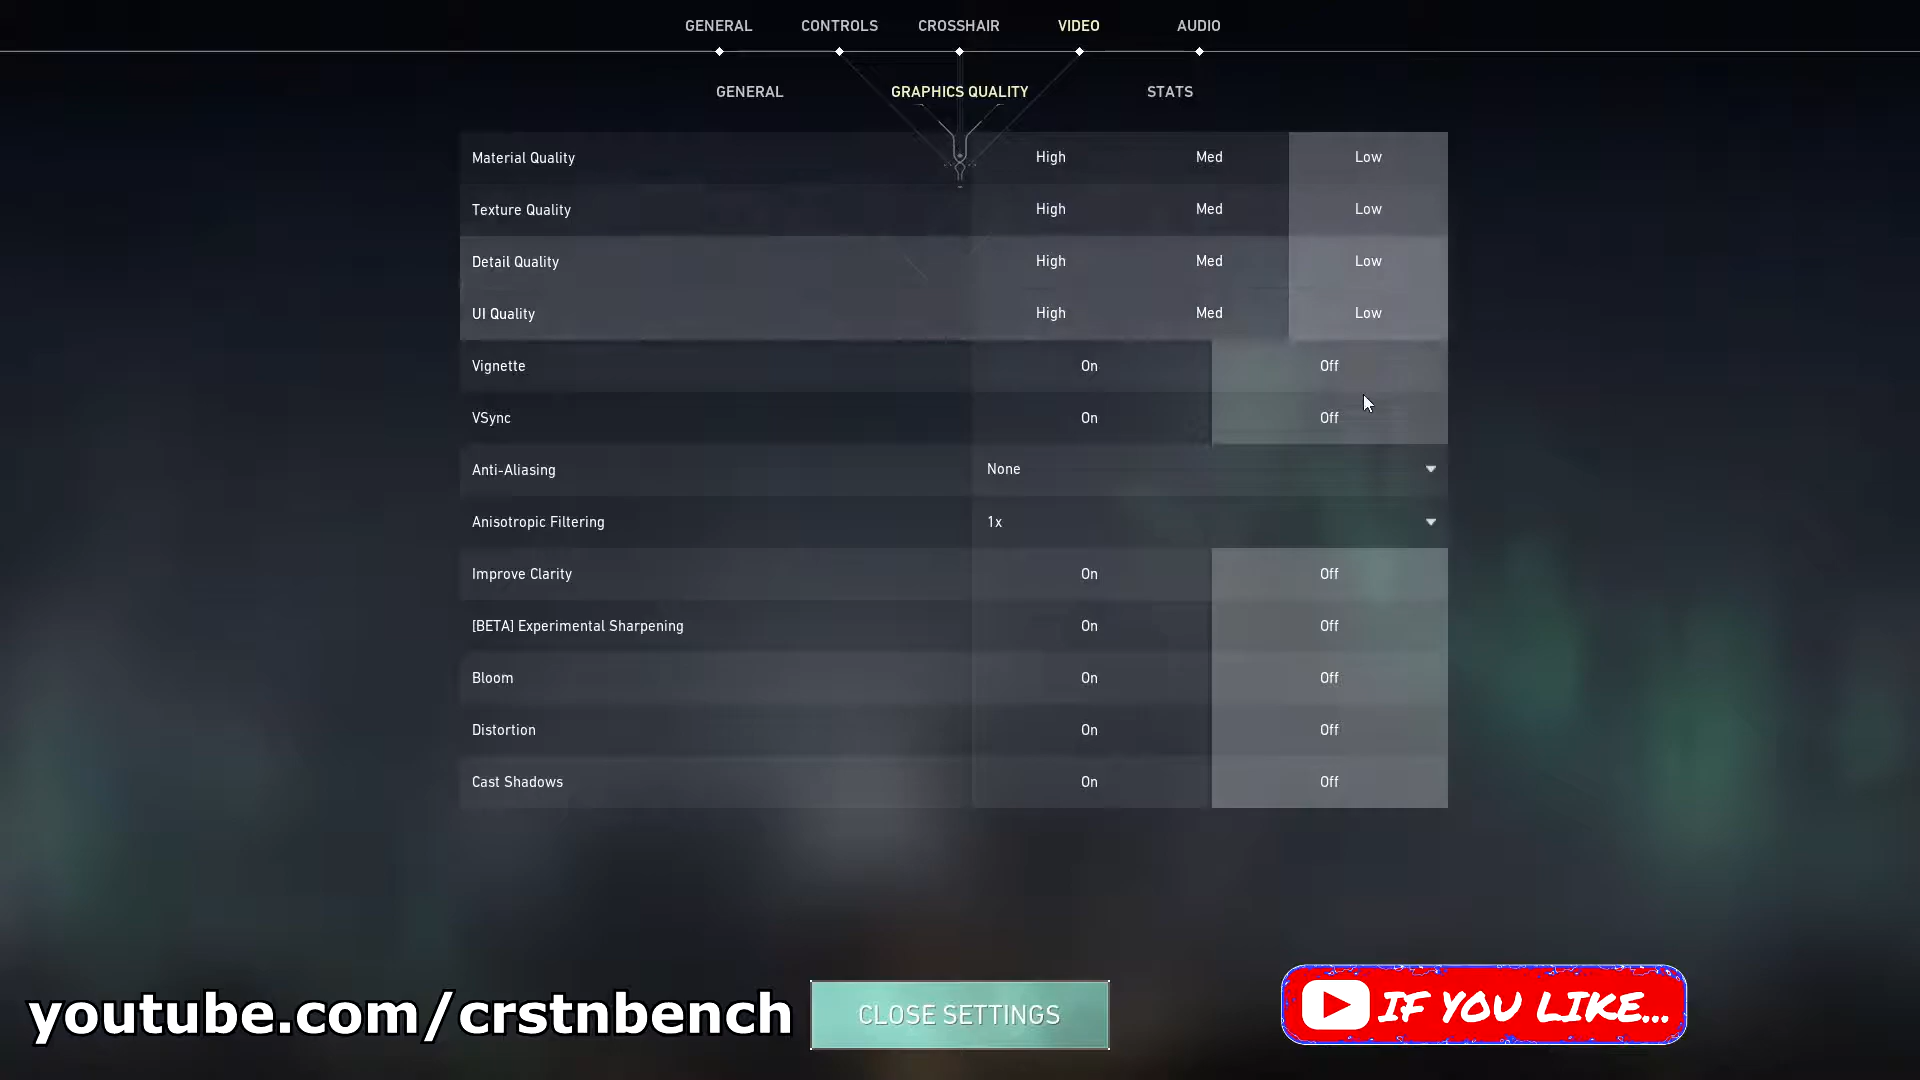 GENERAL CONTROLS CROSSHAIR VIDEO AUDIO
GENERAL GRAPHICS QUALITY STATS
Material Quality High Med Low
Texture Quality High Med Low
Detail Quality High Med Low
UI Quality High Med Low
Vignette On Off
VSync On Off
Anti-Aliasing None
Anisotropic Filtering 1x
Improve Clarity On Off
[BETA] Experimental Sharpening On Off
Bloom On Off
Distortion On Off
Cast Shadows On Off
youtube.com/crstnbench CLOSE SETTINGS IF YOU LIKE...